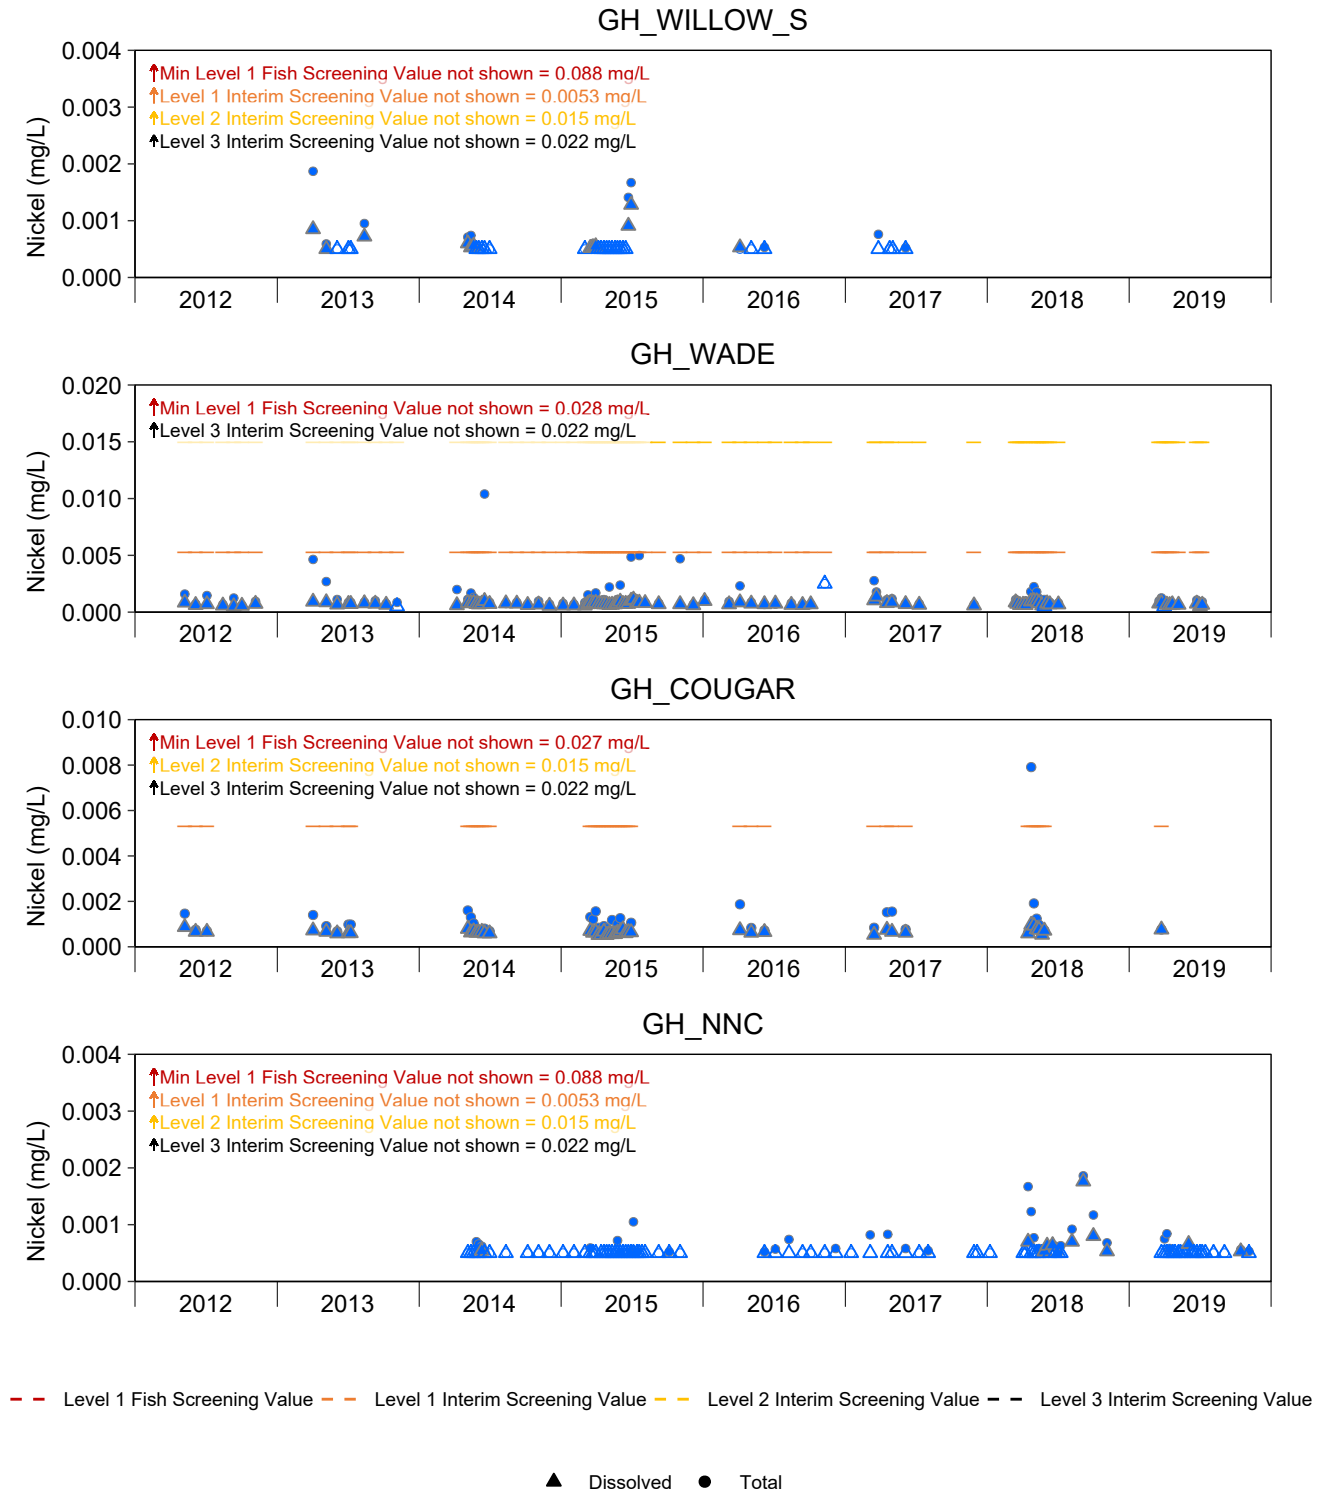 GH_WILLOW_S
0.004
0.003
0.002
0.001
0.000
Nickel (mg/L)
Min Level 1 Fish Screening Value not shown = 0.088 mg/L
Level 1 Interim Screening Value not shown = 0.0053 mg/L
Level 2 Interim Screening Value not shown = 0.015 mg/L
Level 3 Interim Screening Value not shown = 0.022 mg/L
2012 2013 2014 2015 2016 2017 2018 2019
GH_WADE
0.020
0.015
0.010
0.005
0.000
Nickel (mg/L)
Min Level 1 Fish Screening Value not shown = 0.028 mg/L
Level 3 Interim Screening Value not shown = 0.022 mg/L
2012 2013 2014 2015 2016 2017 2018 2019
GH_COUGAR
0.010
0.008
0.006
0.004
0.002
0.000
Nickel (mg/L)
Min Level 1 Fish Screening Value not shown = 0.027 mg/L
Level 2 Interim Screening Value not shown = 0.015 mg/L
Level 3 Interim Screening Value not shown = 0.022 mg/L
2012 2013 2014 2015 2016 2017 2018 2019
GH_NNC
0.004
0.003
0.002
0.001
0.000
Nickel (mg/L)
Min Level 1 Fish Screening Value not shown = 0.088 mg/L
Level 1 Interim Screening Value not shown = 0.0053 mg/L
Level 2 Interim Screening Value not shown = 0.015 mg/L
Level 3 Interim Screening Value not shown = 0.022 mg/L
2012 2013 2014 2015 2016 2017 2018 2019
Level 1 Fish Screening Value Level 1 Interim Screening Value Level 2 Interim Screening Value Level 3 Interim Screening Value
Dissolved Total